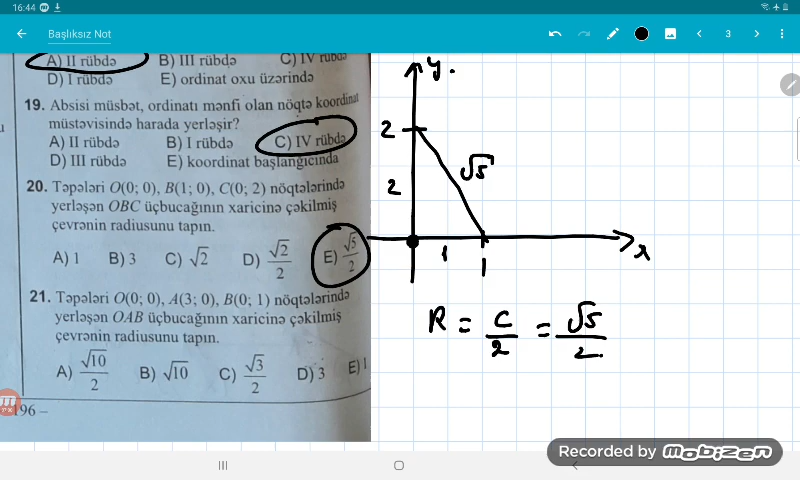 16:44
Başlıksız Not
3
A) II rübdə B) III rübdə C) IV rübdə
D) I rübdə E) ordinat oxu üzərində
19. Absisi müsbət, ordinatı mənfi olan nöqtə koordinat
müstəvisində harada yerləşir?
A) II rübdə B) I rübdə C) IV rübdə
D) III rübdə E) koordinat başlanğıcında
20. Təpələri O(0; 0), B(1; 0), C(0; 2) nöqtələrində
yerləşən OBC üçbucağının xaricinə çəkilmiş
çevrənin radiusunu tapın.
A) 1 B) 3 C) √2 D) √2/2 E) √5/2
21. Təpələri O(0; 0), A(3; 0), B(0; 1) nöqtələrində
yerləşən OAB üçbucağının xaricinə çəkilmiş
çevrənin radiusunu tapın.
A) √10/2 B) √10 C) √3/2 D) 3 E) 1
196 –
y.
2
√5
2
1
1
x
R = c/2 = √5/2
Recorded by mobizen